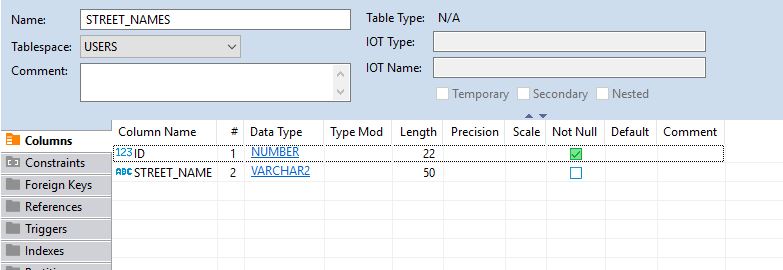 Name: STREET_NAMES Table Type: N/A
Tablespace: USERS IOT Type:
Comment: IOT Name:
Temporary Secondary Nested
Columns
Constraints
Foreign Keys
References
Triggers
Indexes
Column Name # Data Type Type Mod Length Precision Scale Not Null Default Comment
123 ID 1 NUMBER 22
ABC STREET_NAME 2 VARCHAR2 50